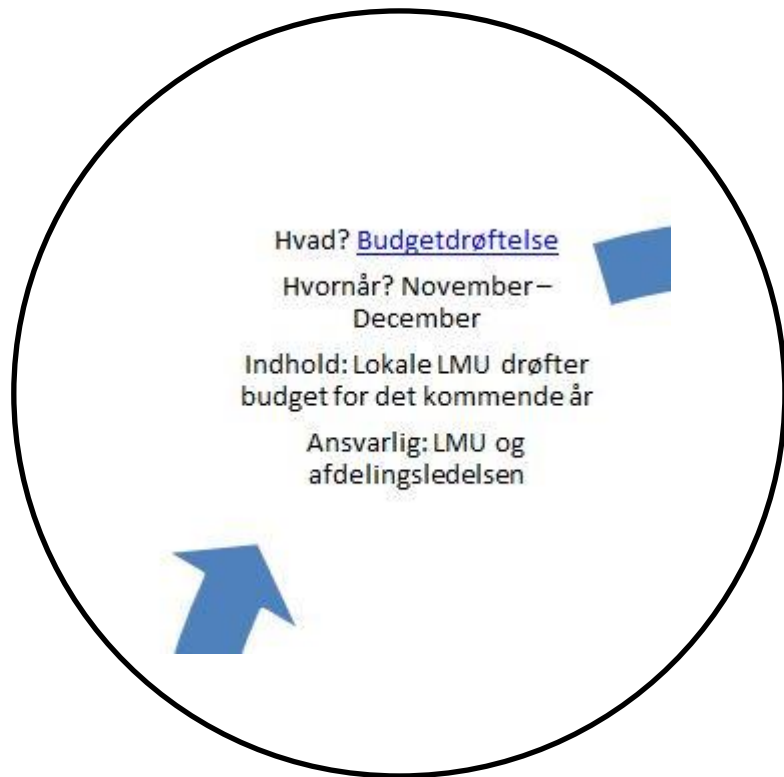 Hvad? Budgetdrøftelse
Hvornår? November –
December
Indhold: Lokale LMU drøfter
budget for det kommende år
Ansvarlig: LMU og
afdelingsledelsen